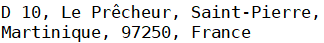 D 10, Le Prêcheur, Saint-Pierre,
Martinique, 97250, France